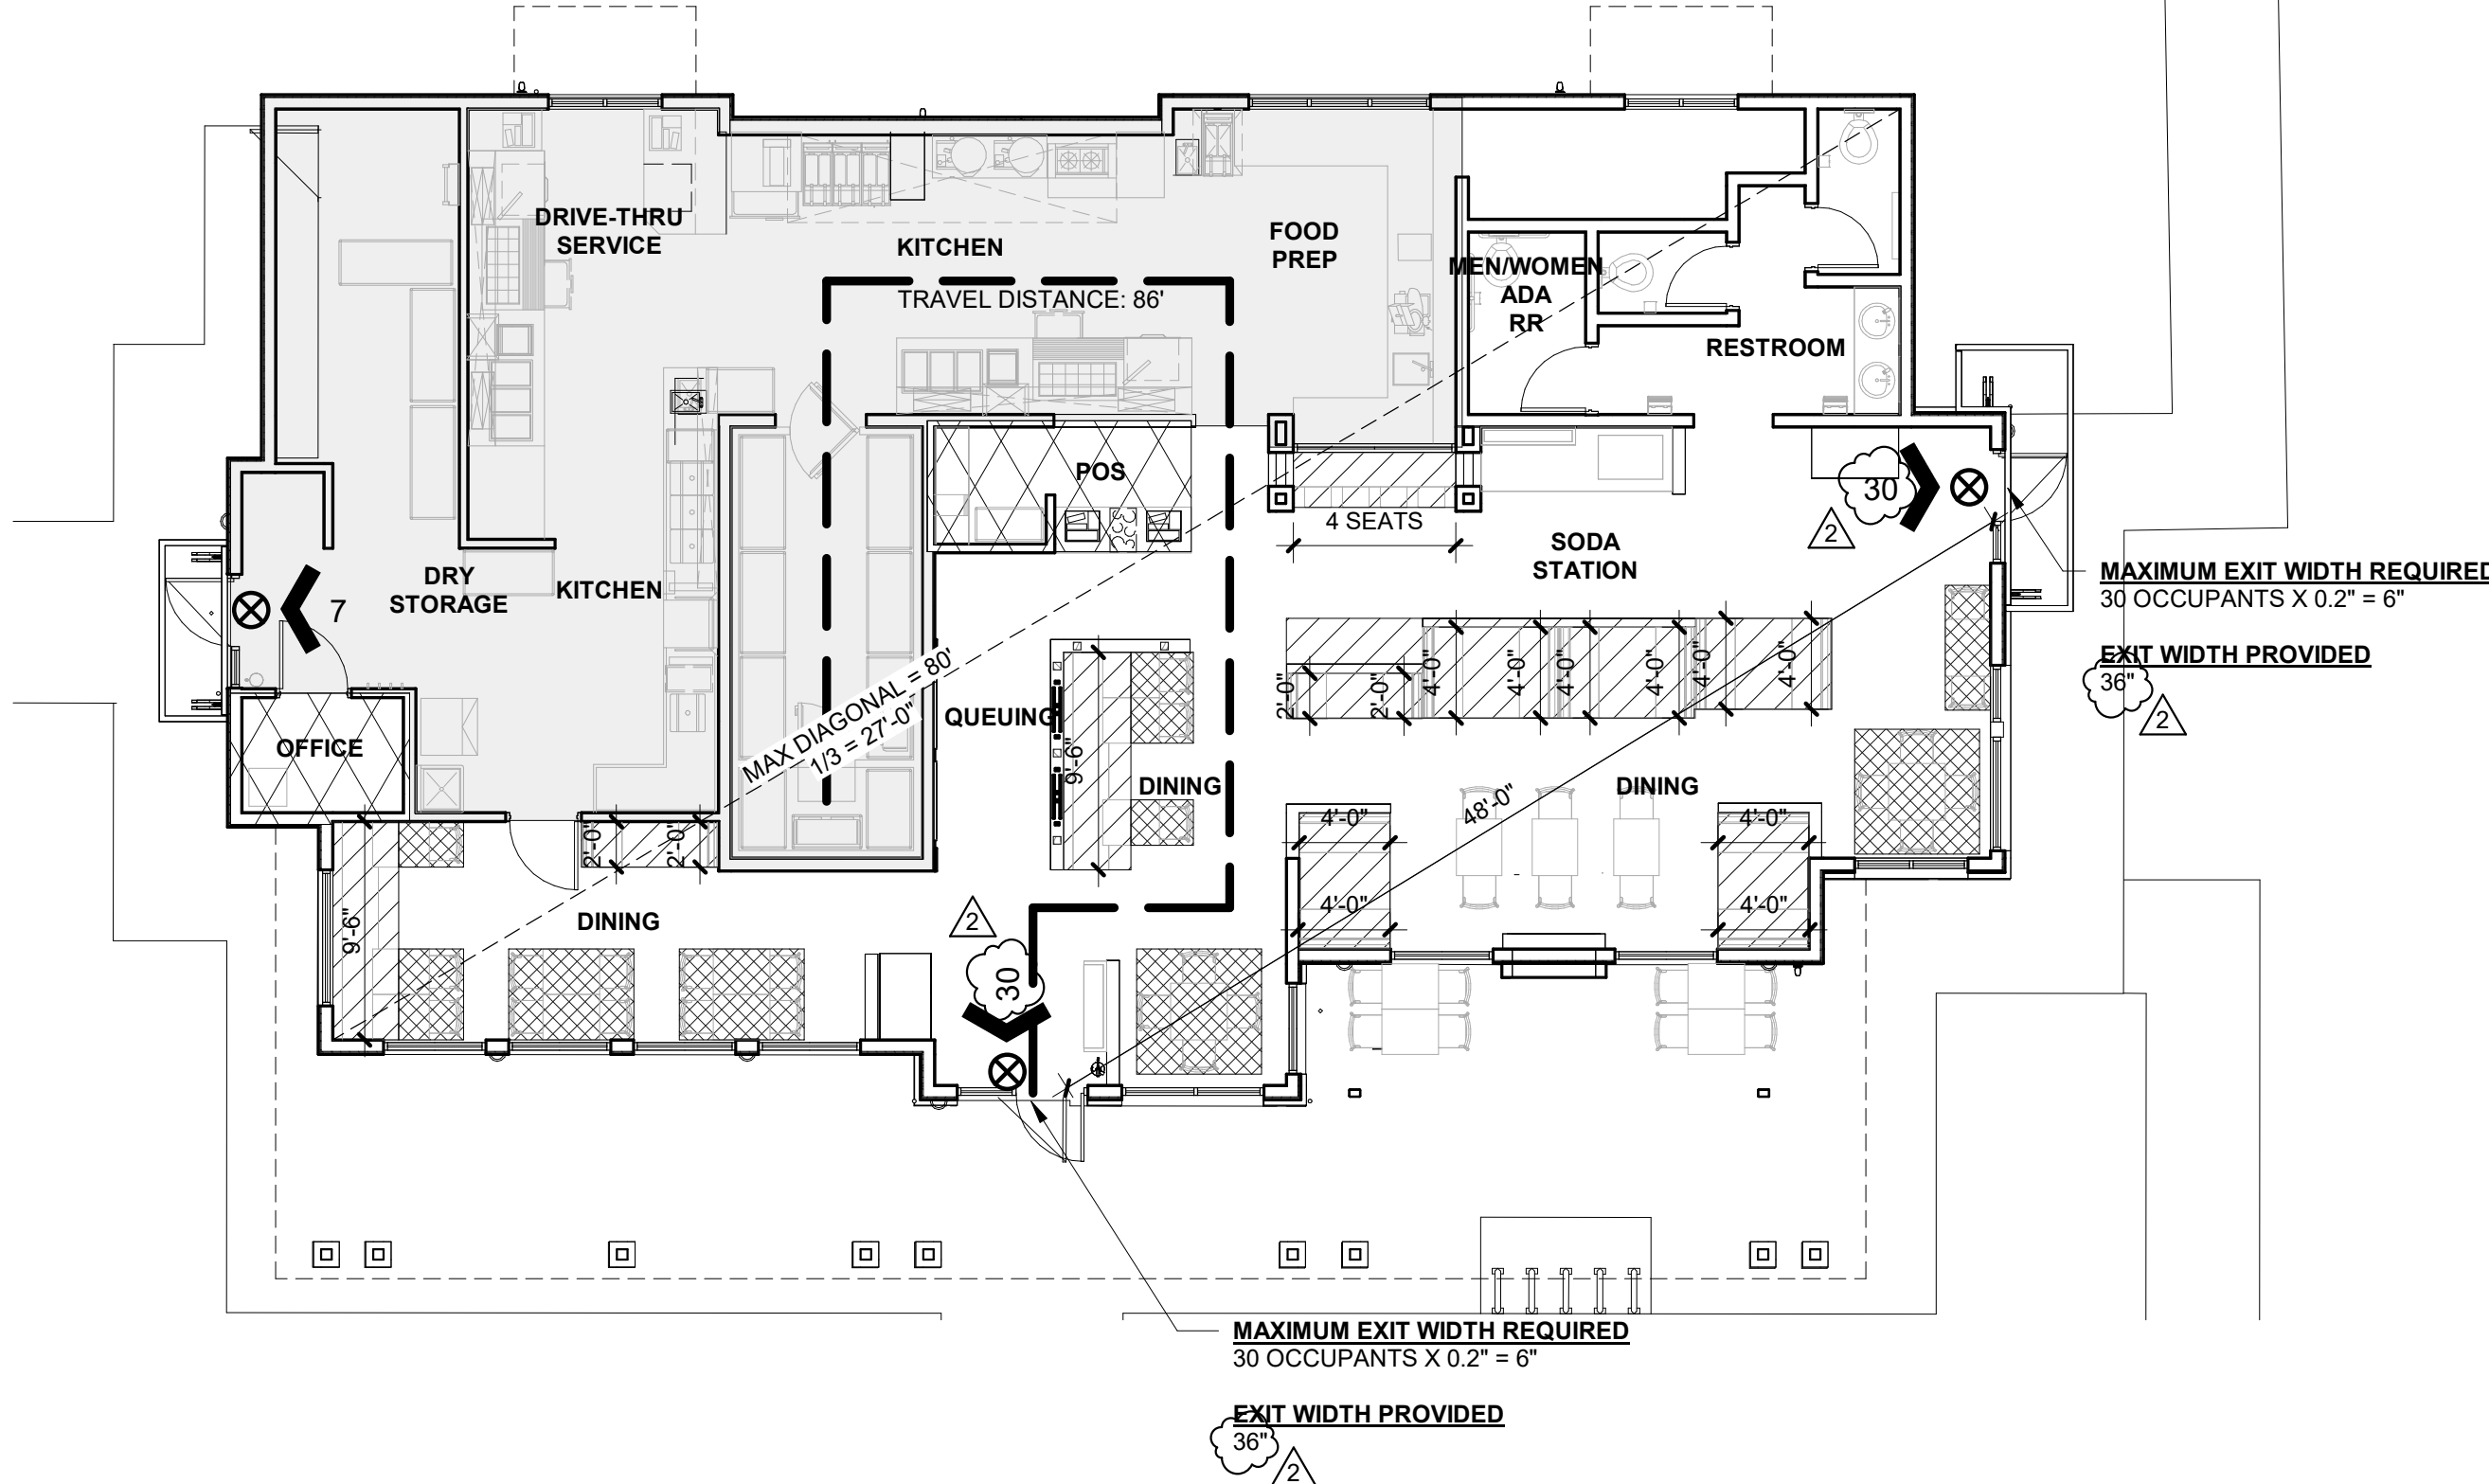 DRIVE-THRU
SERVICE
KITCHEN
FOOD
PREP
TRAVEL DISTANCE: 86'
MEN/WOMEN
ADA
RR
RESTROOM
POS
4 SEATS
30
2
SODA
STATION
MAXIMUM EXIT WIDTH REQUIRED
30 OCCUPANTS X 0.2" = 6"
EXIT WIDTH PROVIDED
36"
2
7
DRY
STORAGE
KITCHEN
OFFICE
MAX DIAGONAL = 80'
1/3 = 27'-0"
QUEUING
9'-6"
DINING
2'-0"
2'-0"
4'-0"
4'-0"
4'-0"
4'-0"
4'-0"
4'-0"
DINING
48'-0"
4'-0"
4'-0"
4'-0"
4'-0"
2'-0"
2'-0"
9'-6"
DINING
2
30
MAXIMUM EXIT WIDTH REQUIRED
30 OCCUPANTS X 0.2" = 6"
EXIT WIDTH PROVIDED
36"
2